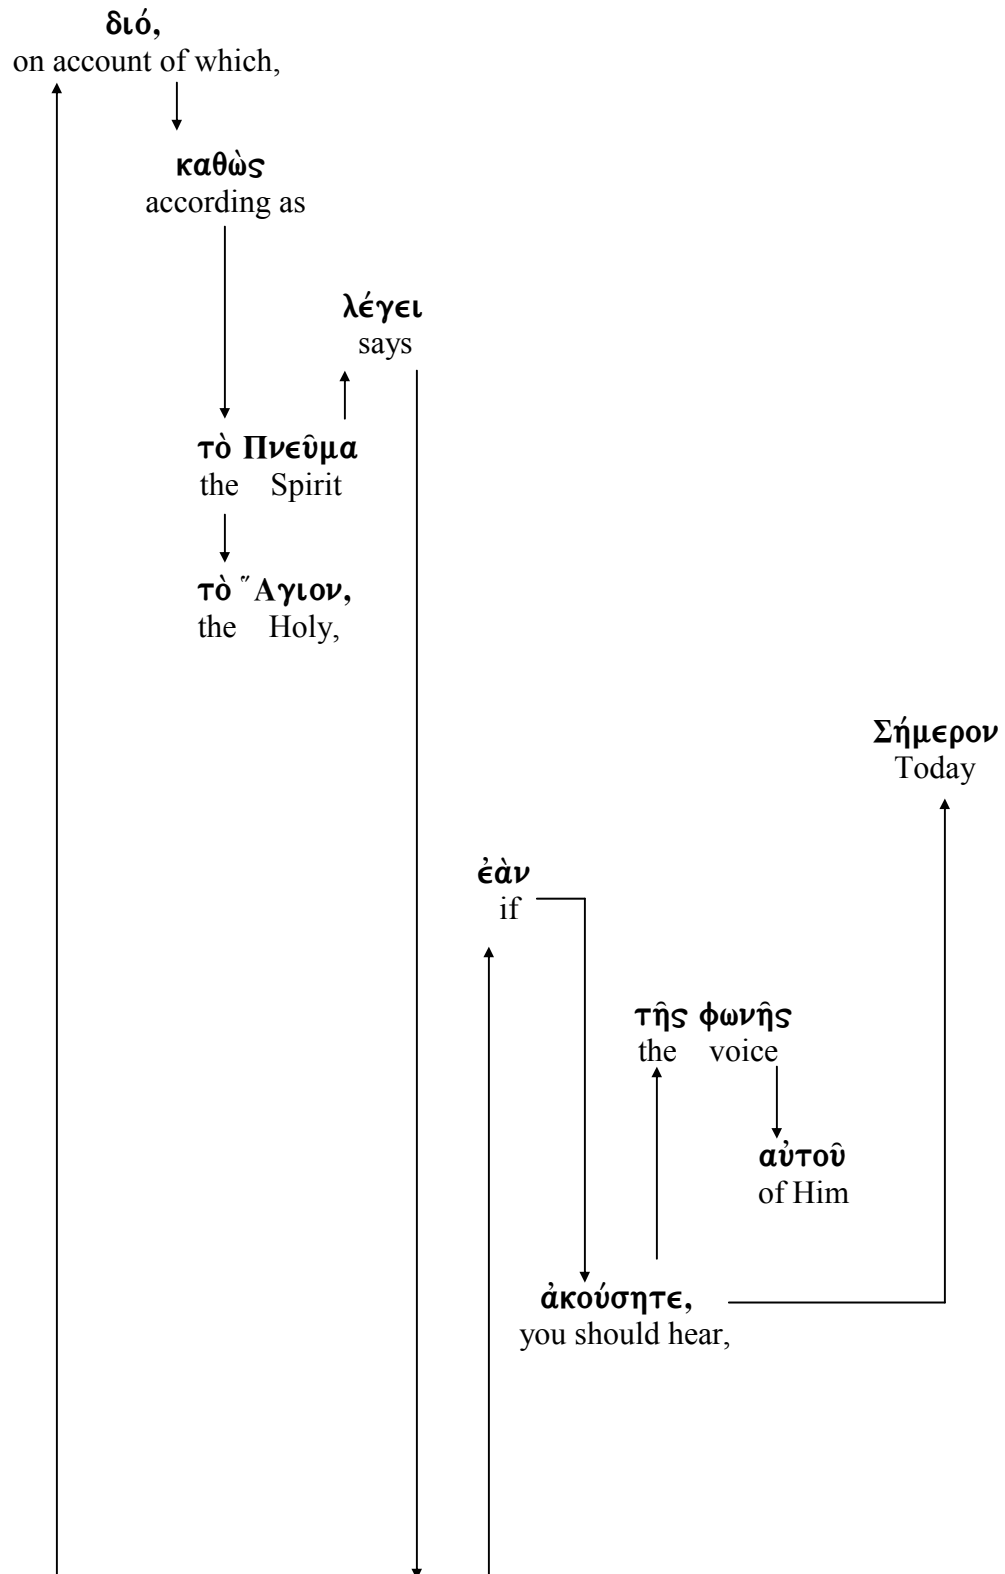 διό,
on account of which,
καθὼς
according as
λέγει
says
τὸ Πνεῦμα
the Spirit
τὸ Ἅγιον,
the Holy,
Σήμερον
Today
ἐὰν
if
τῆς φωνῆς
the voice
αὐτοῦ
of Him
ἀκούσητε,
you should hear,